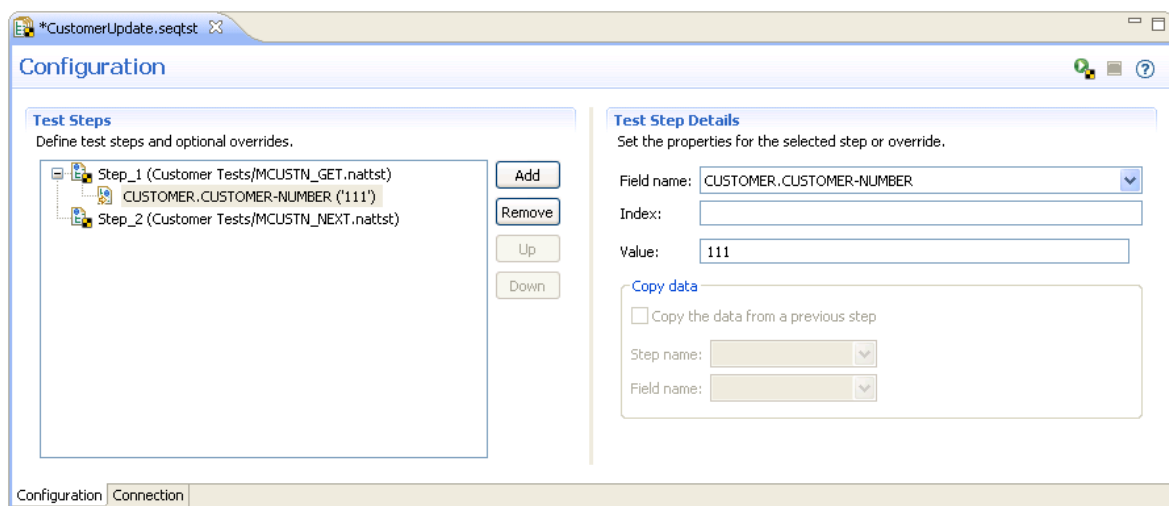 *CustomerUpdate.seqtst
Configuration
Test Steps
Define test steps and optional overrides.
Step_1 (Customer Tests/MCUSTN_GET.nattst)
CUSTOMER.CUSTOMER-NUMBER ('111')
Step_2 (Customer Tests/MCUSTN_NEXT.nattst)
Add
Remove
Up
Down
Test Step Details
Set the properties for the selected step or override.
Field name: CUSTOMER.CUSTOMER-NUMBER
Index:
Value: 111
Copy data
Copy the data from a previous step
Step name:
Field name:
Configuration Connection